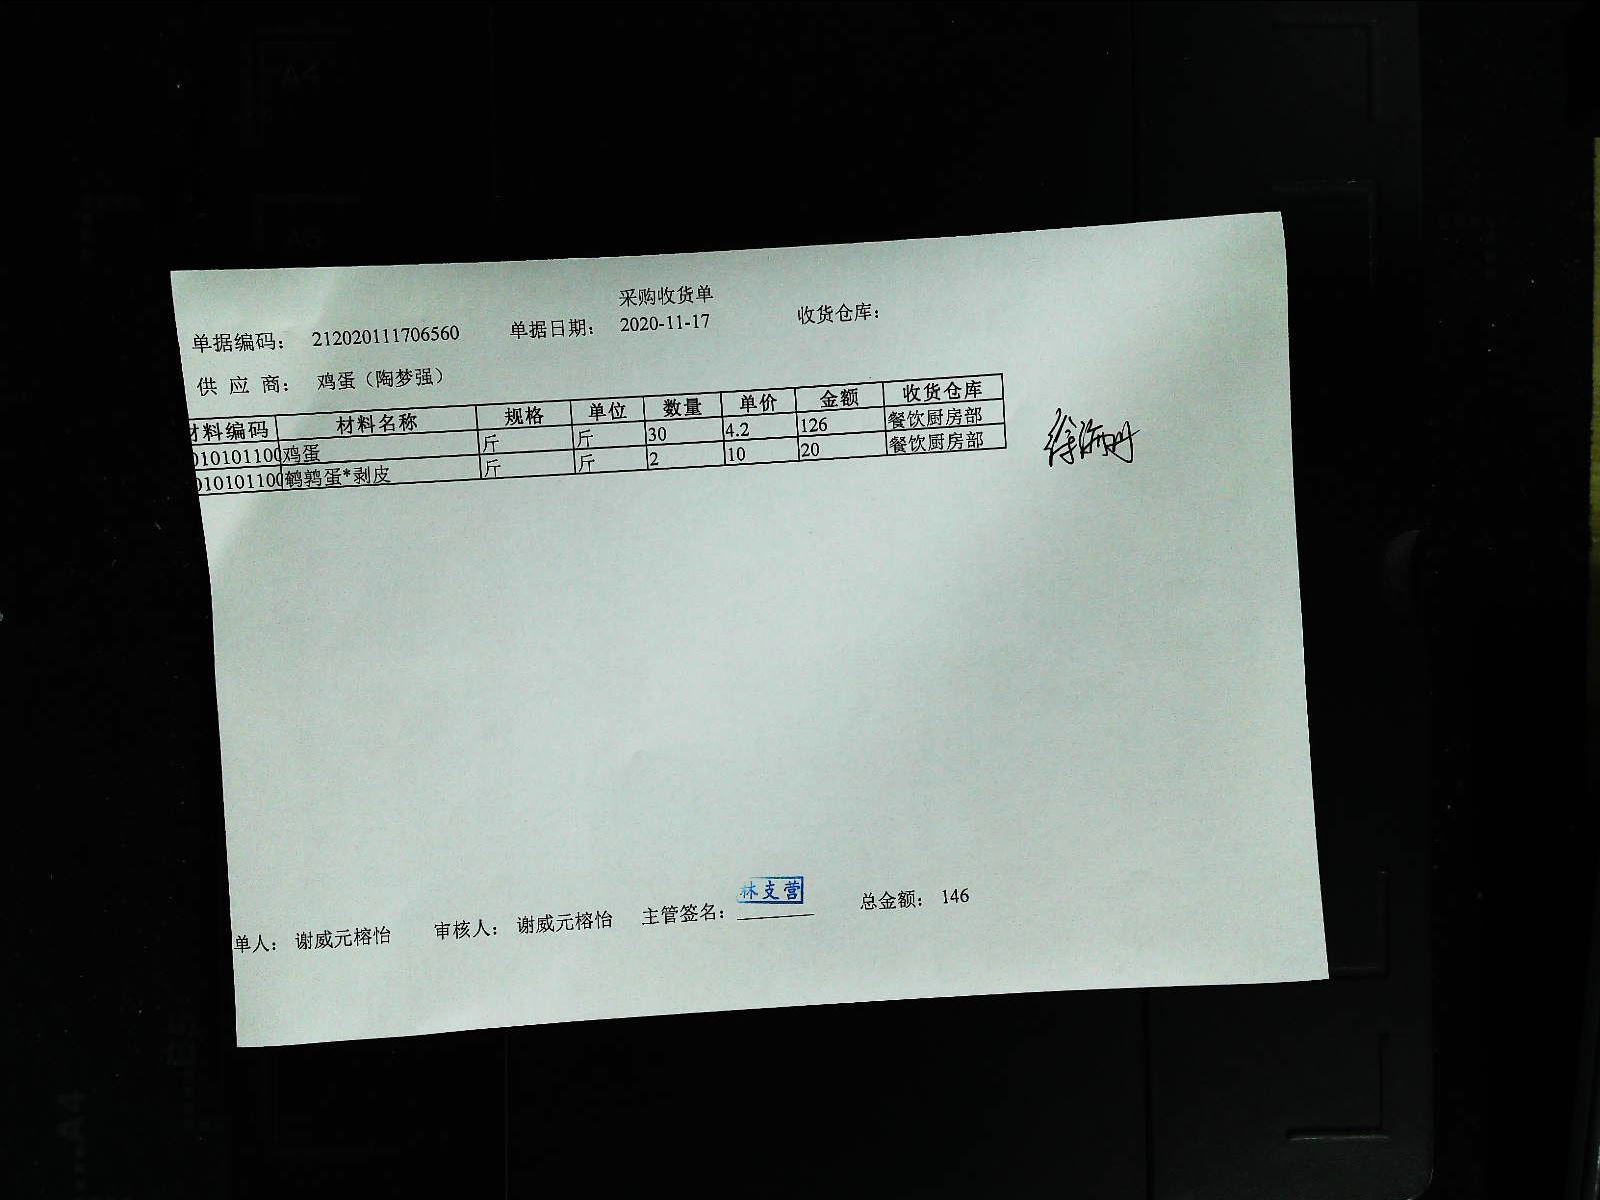 采购收货单
单据编码： 212020111706560 单据日期： 2020-11-17 收货仓库：
供 应 商： 鸡蛋（陶梦强）
材料编码 材料名称 规格 单位 数量 单价 金额 收货仓库
010101100 鸡蛋 斤 斤 30 4.2 126 餐饮厨房部
010101100 鹌鹑蛋*剥皮 斤 斤 2 10 20 餐饮厨房部
单人： 谢威元榕怡 审核人： 谢威元榕怡 主管签名： 林支营 总金额： 146
A4
A5
A4